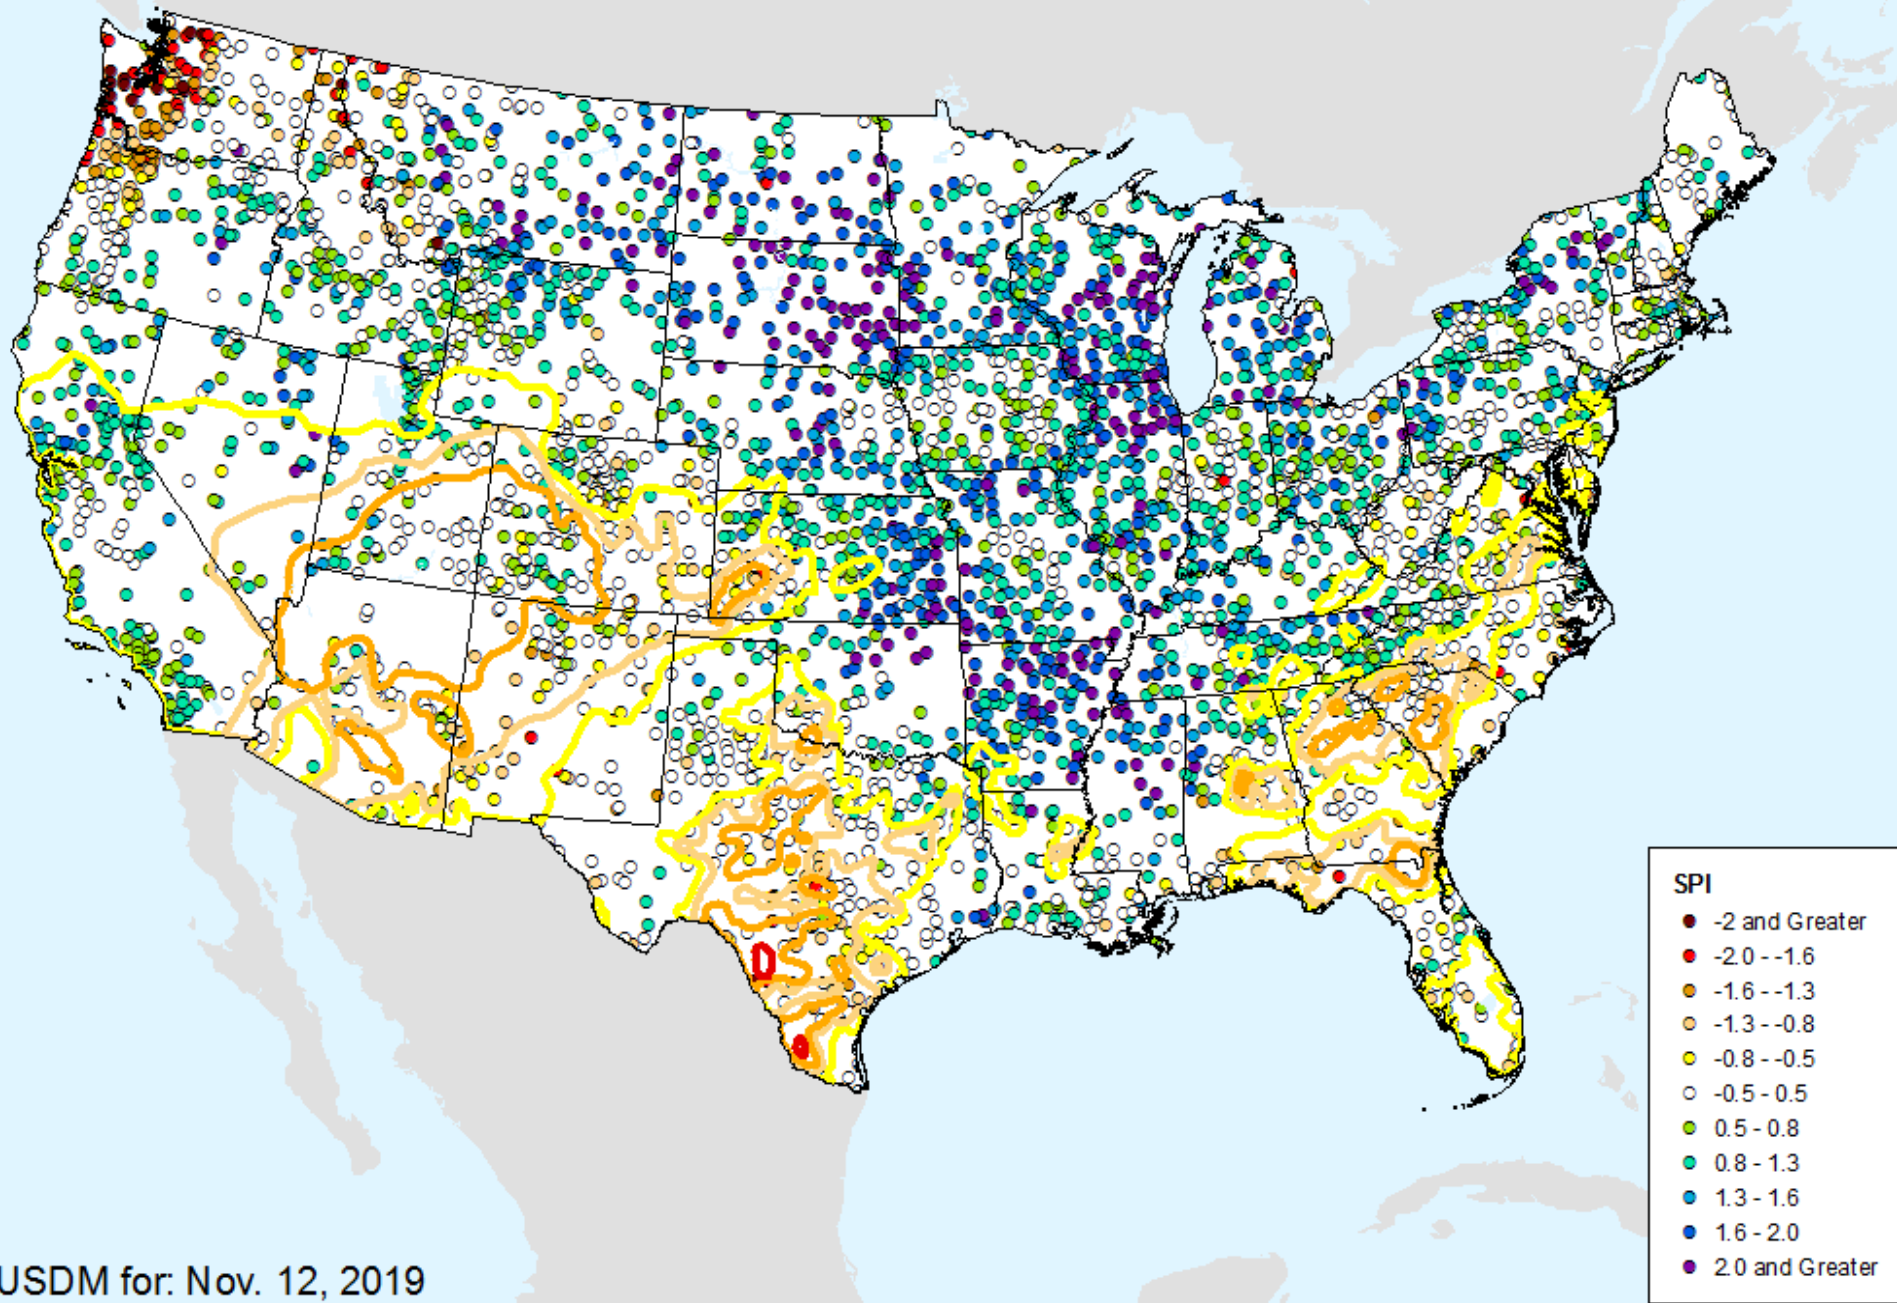 SPI
-2 and Greater
-2.0 - -1.6
-1.6 - -1.3
-1.3 - -0.8
-0.8 - -0.5
-0.5 - 0.5
0.5 - 0.8
0.8 - 1.3
1.3 - 1.6
1.6 - 2.0
2.0 and Greater
USDM for: Nov. 12, 2019